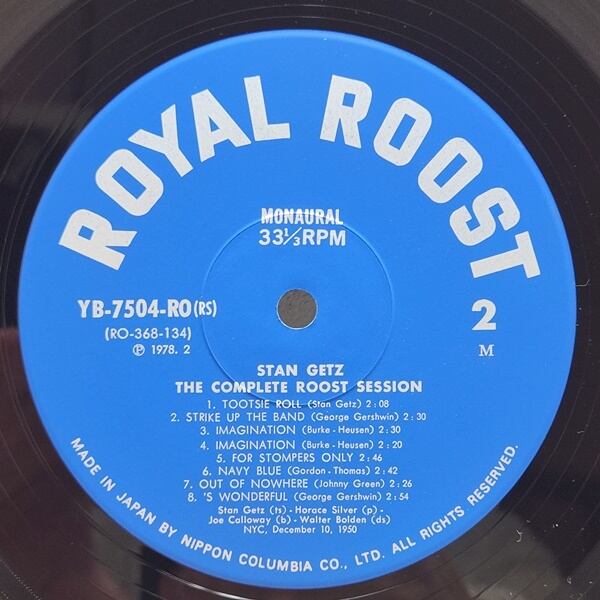 ROYAL ROOST
MONAURAL
33⅓RPM
YB-7504-RO(RS)
(RO-368-134)
Ⓟ 1978. 2
2
M
STAN GETZ
THE COMPLETE ROOST SESSION
1. TOOTSIE ROLL (Stan Getz) 2:08
2. STRIKE UP THE BAND (George Gershwin) 2:30
3. IMAGINATION (Burke-Heusen) 2:30
4. IMAGINATION (Burke-Heusen) 2:20
5. FOR STOMPERS ONLY 2:46
6. NAVY BLUE (Gordon-Thomas) 2:42
7. OUT OF NOWHERE (Johnny Green) 2:26
8. 'S WONDERFUL (George Gershwin) 2:54
Stan Getz (ts)-Horace Silver (p)-
Joe Calloway (b)-Walter Bolden (ds)
NYC, December 10, 1950
MADE IN JAPAN BY NIPPON COLUMBIA CO., LTD. ALL RIGHTS RESERVED.